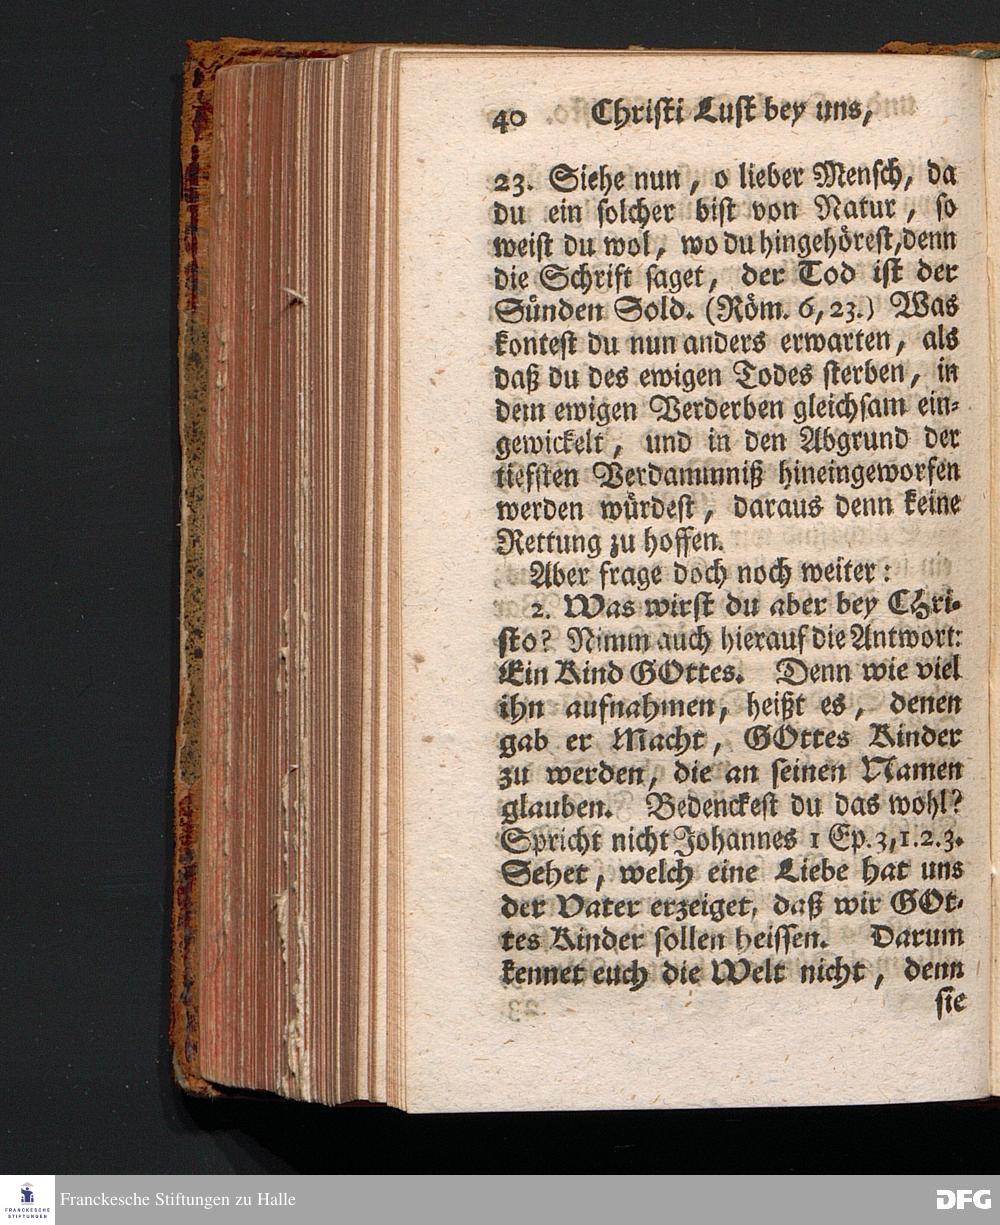 40 Christi Lust bey uns,
23. Siehe nun, o lieber Mensch, da
du ein solcher bist von Natur, so
weist du wol, wo du hingehörest, denn
die Schrift saget, der Tod ist der
Sünden Sold. (Röm. 6, 23.) Was
kontest du nun anders erwarten, als
daß du des ewigen Todes sterben, in
dem ewigen Verderben gleichsam ein-
gewickelt, und in den Abgrund der
tiefsten Verdammniß hineingeworfen
werden würdest, daraus denn keine
Rettung zu hoffen.
Aber frage doch noch weiter:
2. Was wirst du aber bey Chri-
sto? Nimm auch hierauf die Antwort:
Ein Kind GOttes. Denn wie viel
ihn aufnahmen, heißt es, denen
gab er Macht, GOttes Kinder
zu werden, die an seinen Namen
glauben. Bedenckest du das wohl?
Spricht nicht Johannes 1 Ep. 3, 1. 2. 3.
Sehet, welch eine Liebe hat uns
der Vater erzeiget, daß wir GOt-
tes Kinder sollen heissen. Darum
kennet euch die Welt nicht, denn
sie
FRANCKESCHE
STIFTUNGEN
Franckesche Stiftungen zu Halle
DFG